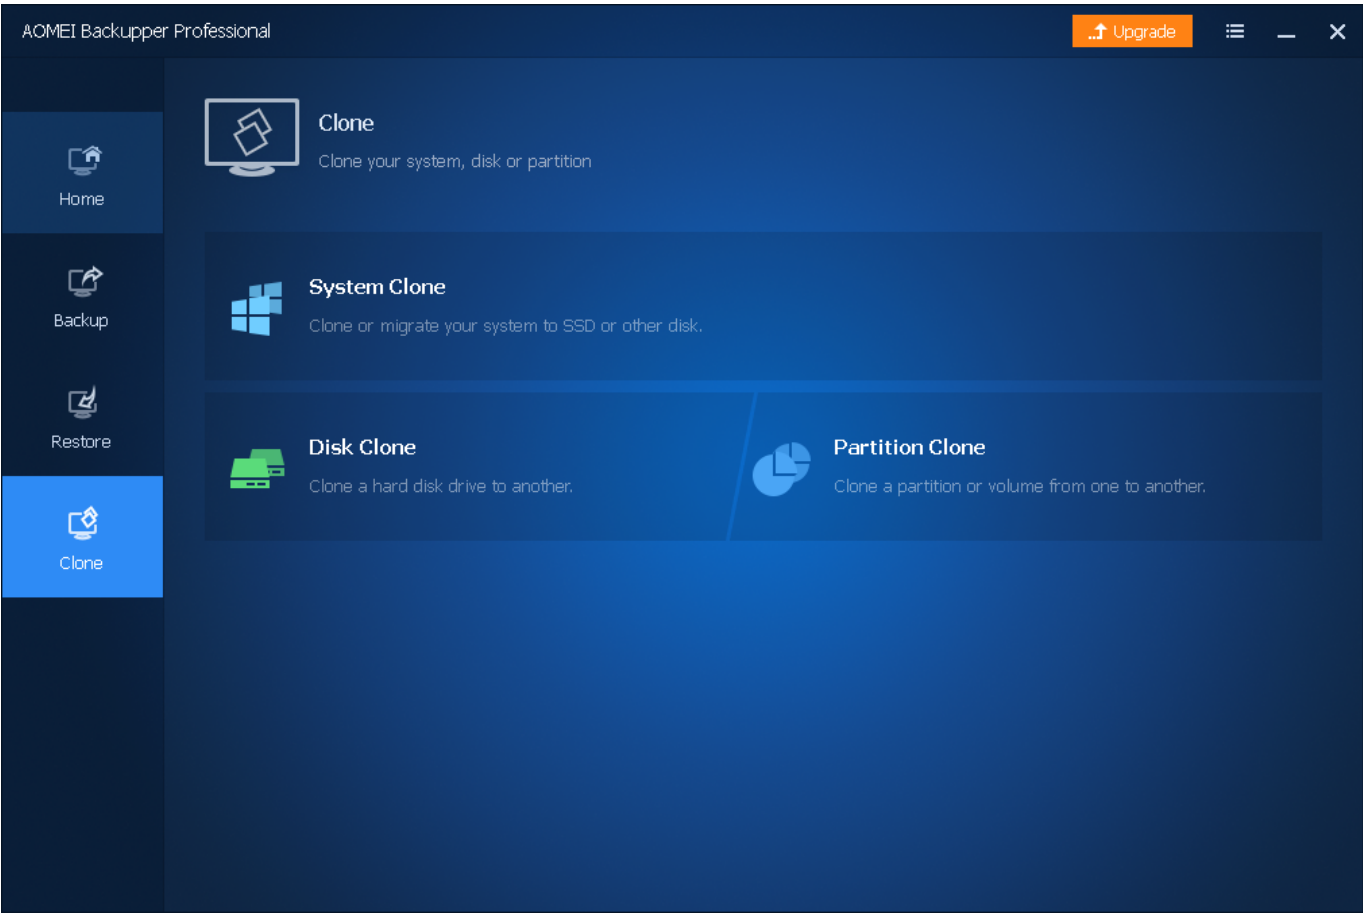 AOMEI Backupper Professional
Upgrade
Home
Backup
Restore
Clone
Clone
Clone your system, disk or partition
System Clone
Clone or migrate your system to SSD or other disk.
Disk Clone
Clone a hard disk drive to another.
Partition Clone
Clone a partition or volume from one to another.